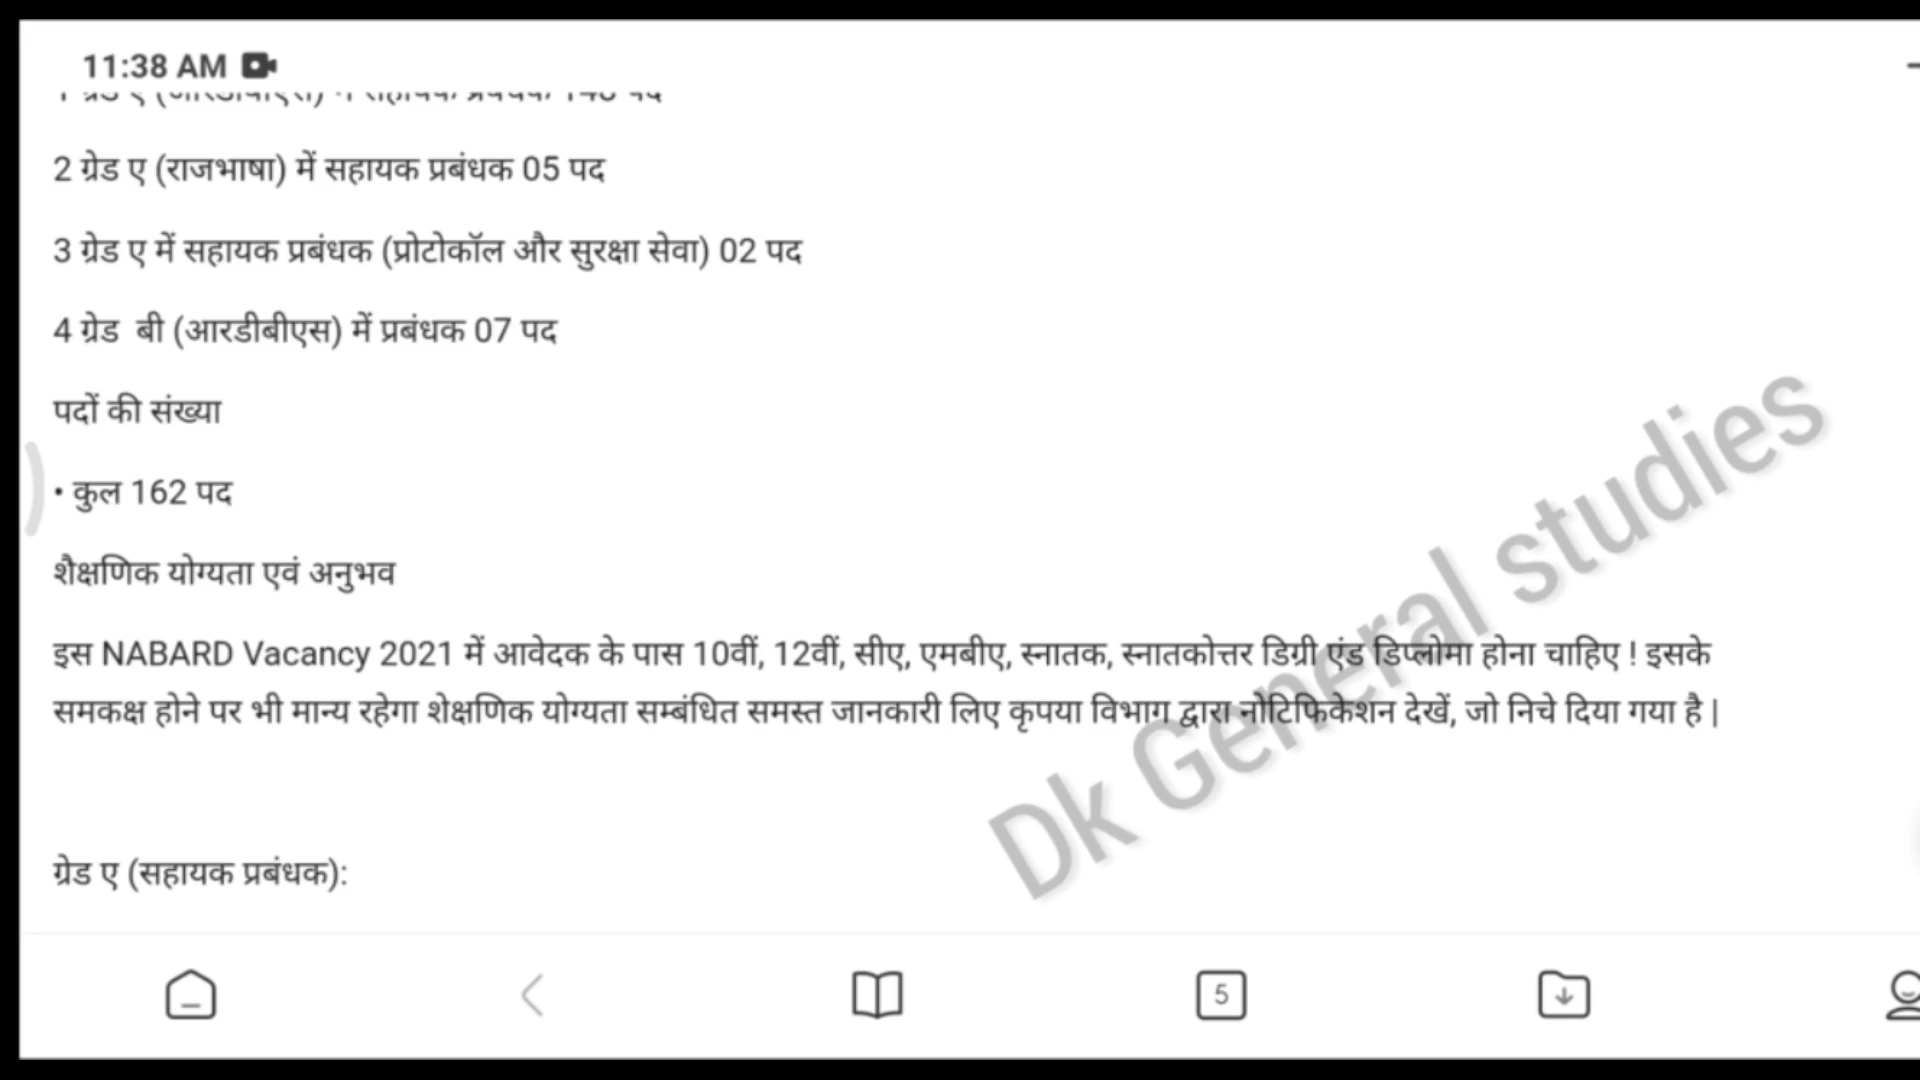 11:38 AM
2 ग्रेड ए (राजभाषा) में सहायक प्रबंधक 05 पद
3 ग्रेड ए में सहायक प्रबंधक (प्रोटोकॉल और सुरक्षा सेवा) 02 पद
4 ग्रेड बी (आरडीबीएस) में प्रबंधक 07 पद
पदों की संख्या
• कुल 162 पद
शैक्षणिक योग्यता एवं अनुभव
इस NABARD Vacancy 2021 में आवेदक के पास 10वीं, 12वीं, सीए, एमबीए, स्नातक, स्नातकोत्तर डिग्री एंड डिप्लोमा होना चाहिए ! इसके
समकक्ष होने पर भी मान्य रहेगा शेक्षणिक योग्यता सम्बंधित समस्त जानकारी लिए कृपया विभाग द्वारा नोटिफिकेशन देखें, जो निचे दिया गया है |
Dk General studies
ग्रेड ए (सहायक प्रबंधक):
5